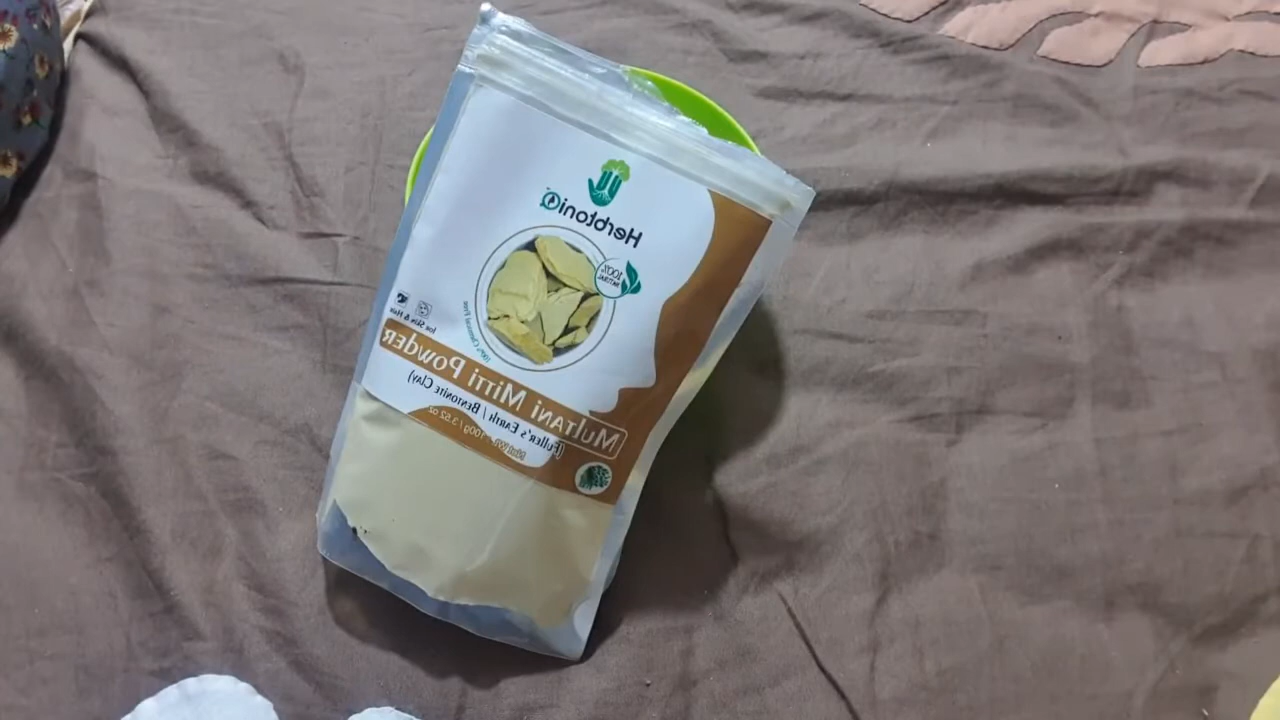 HerbtoniQ
100%
NATURAL
100% Chemical Free
for Skin & Hair
Multani Mitti Powder
(Fuller's Earth / Bentonite Clay)
Net Wt. - 100g / 3.52 oz